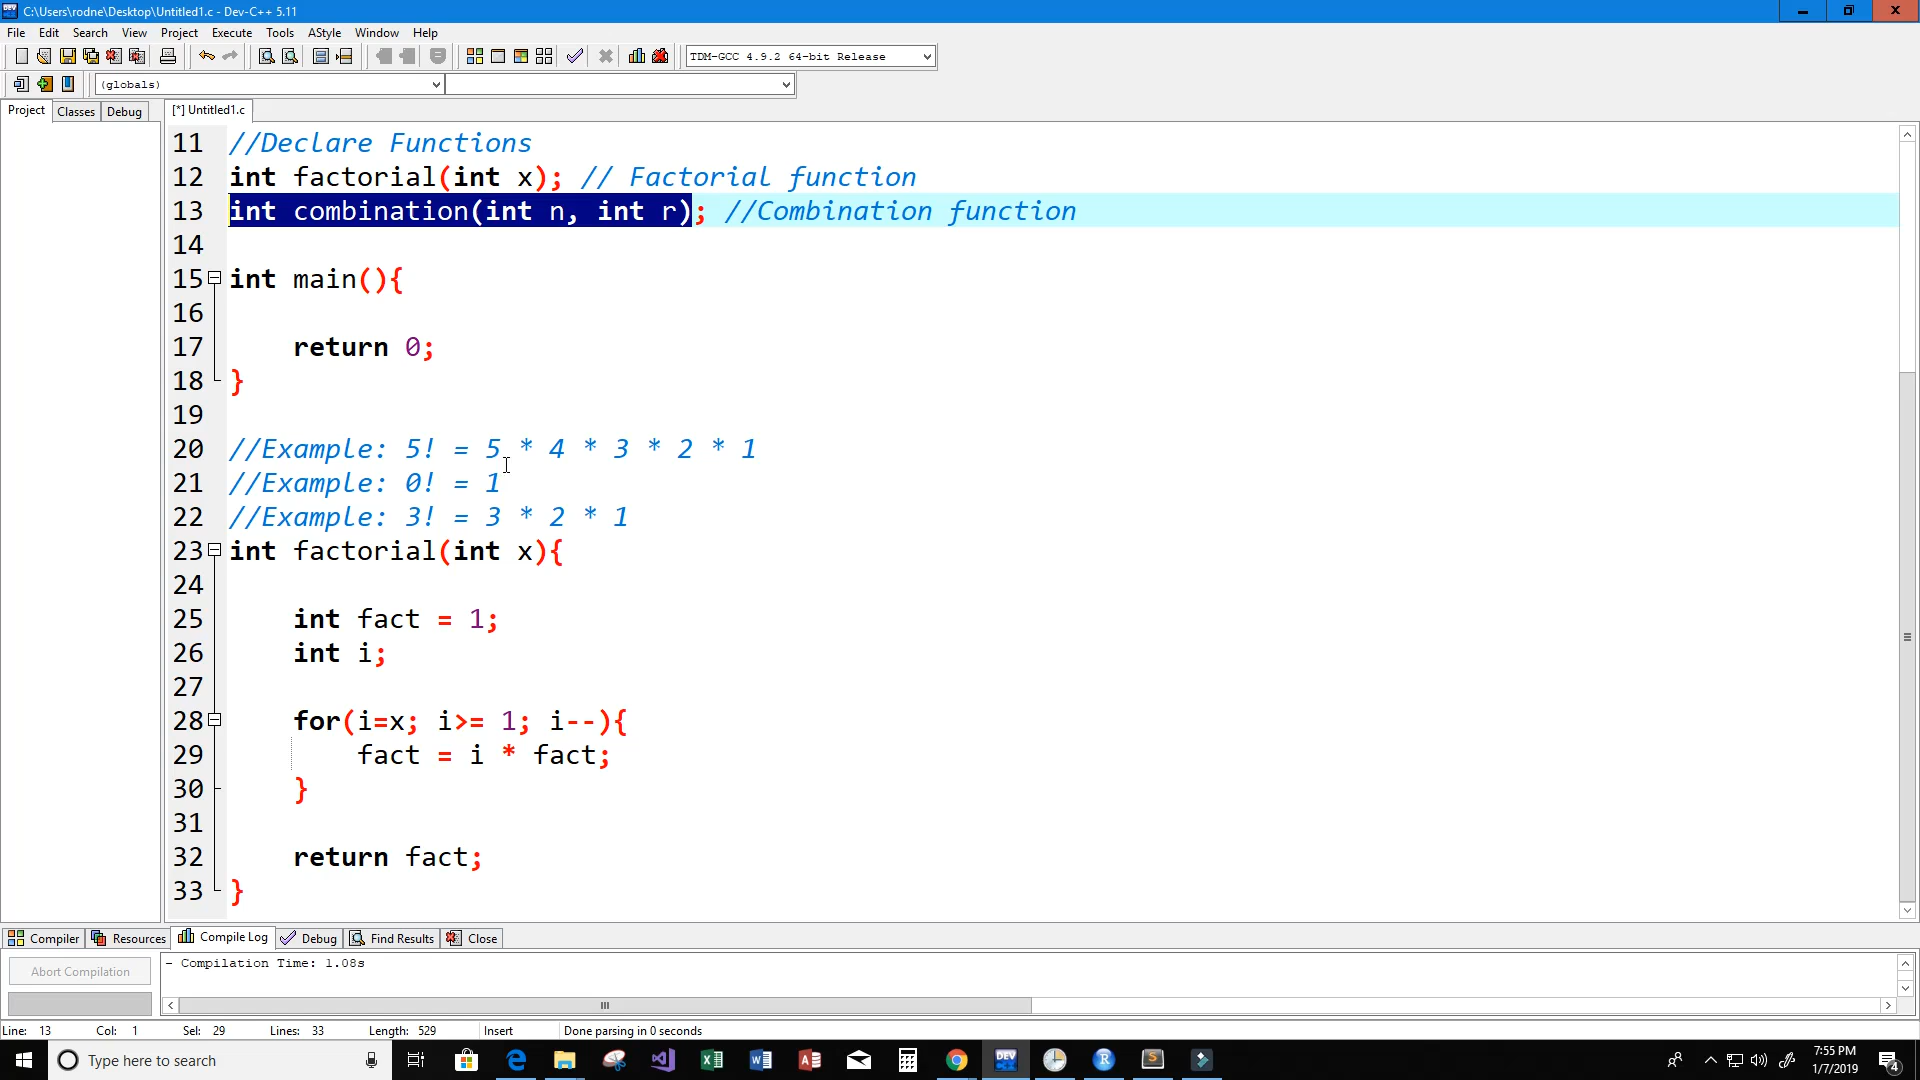 C:\Users\rodne\Desktop\Untitled1.c - Dev-C++ 5.11
File Edit Search View Project Execute Tools AStyle Window Help
TDM-GCC 4.9.2 64-bit Release
(globals)
Project Classes Debug [*] Untitled1.c
11 //Declare Functions
12 int factorial(int x); // Factorial function
13 int combination(int n, int r); //Combination function
14
15 int main(){
16
17 return 0;
18 }
19
20 //Example: 5! = 5 * 4 * 3 * 2 * 1
21 //Example: 0! = 1
22 //Example: 3! = 3 * 2 * 1
23 int factorial(int x){
24
25 int fact = 1;
26 int i;
27
28 for(i=x; i>= 1; i--){
29 fact = i * fact;
30 }
31
32 return fact;
33 }
Compiler Resources Compile Log Debug Find Results Close
Abort Compilation
- Compilation Time: 1.08s
Line: 13 Col: 1 Sel: 29 Lines: 33 Length: 529 Insert Done parsing in 0 seconds
Type here to search
7:55 PM
1/7/2019
4